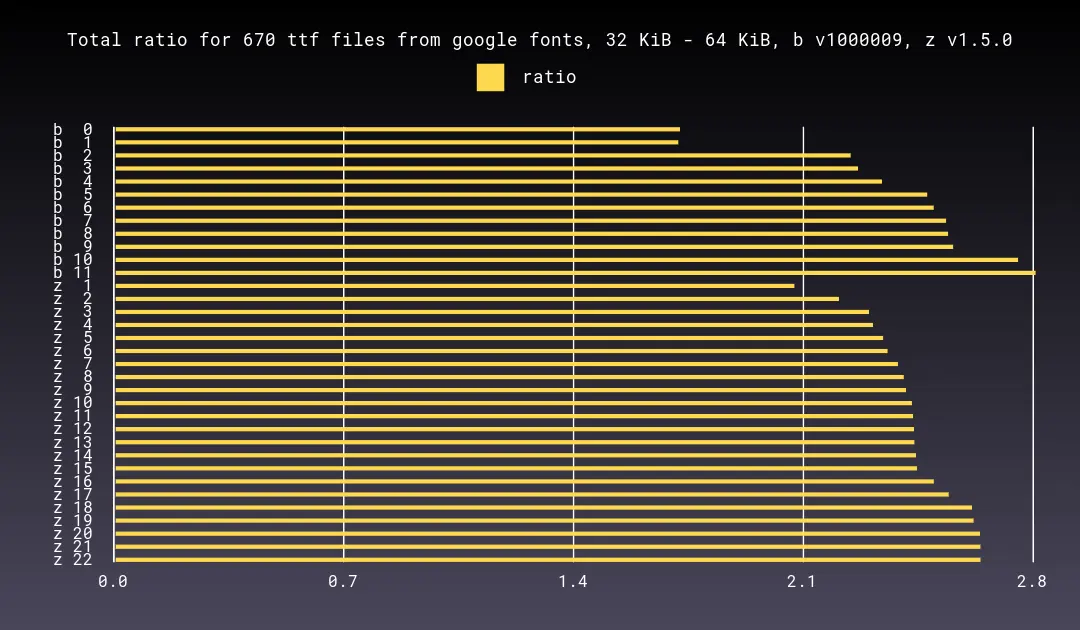 Total ratio for 670 ttf files from google fonts, 32 KiB - 64 KiB, b v1000009, z v1.5.0
ratio
b 0
b 1
b 2
b 3
b 4
b 5
b 6
b 7
b 8
b 9
b 10
b 11
z 1
z 2
z 3
z 4
z 5
z 6
z 7
z 8
z 9
z 10
z 11
z 12
z 13
z 14
z 15
z 16
z 17
z 18
z 19
z 20
z 21
z 22
0.0 0.7 1.4 2.1 2.8